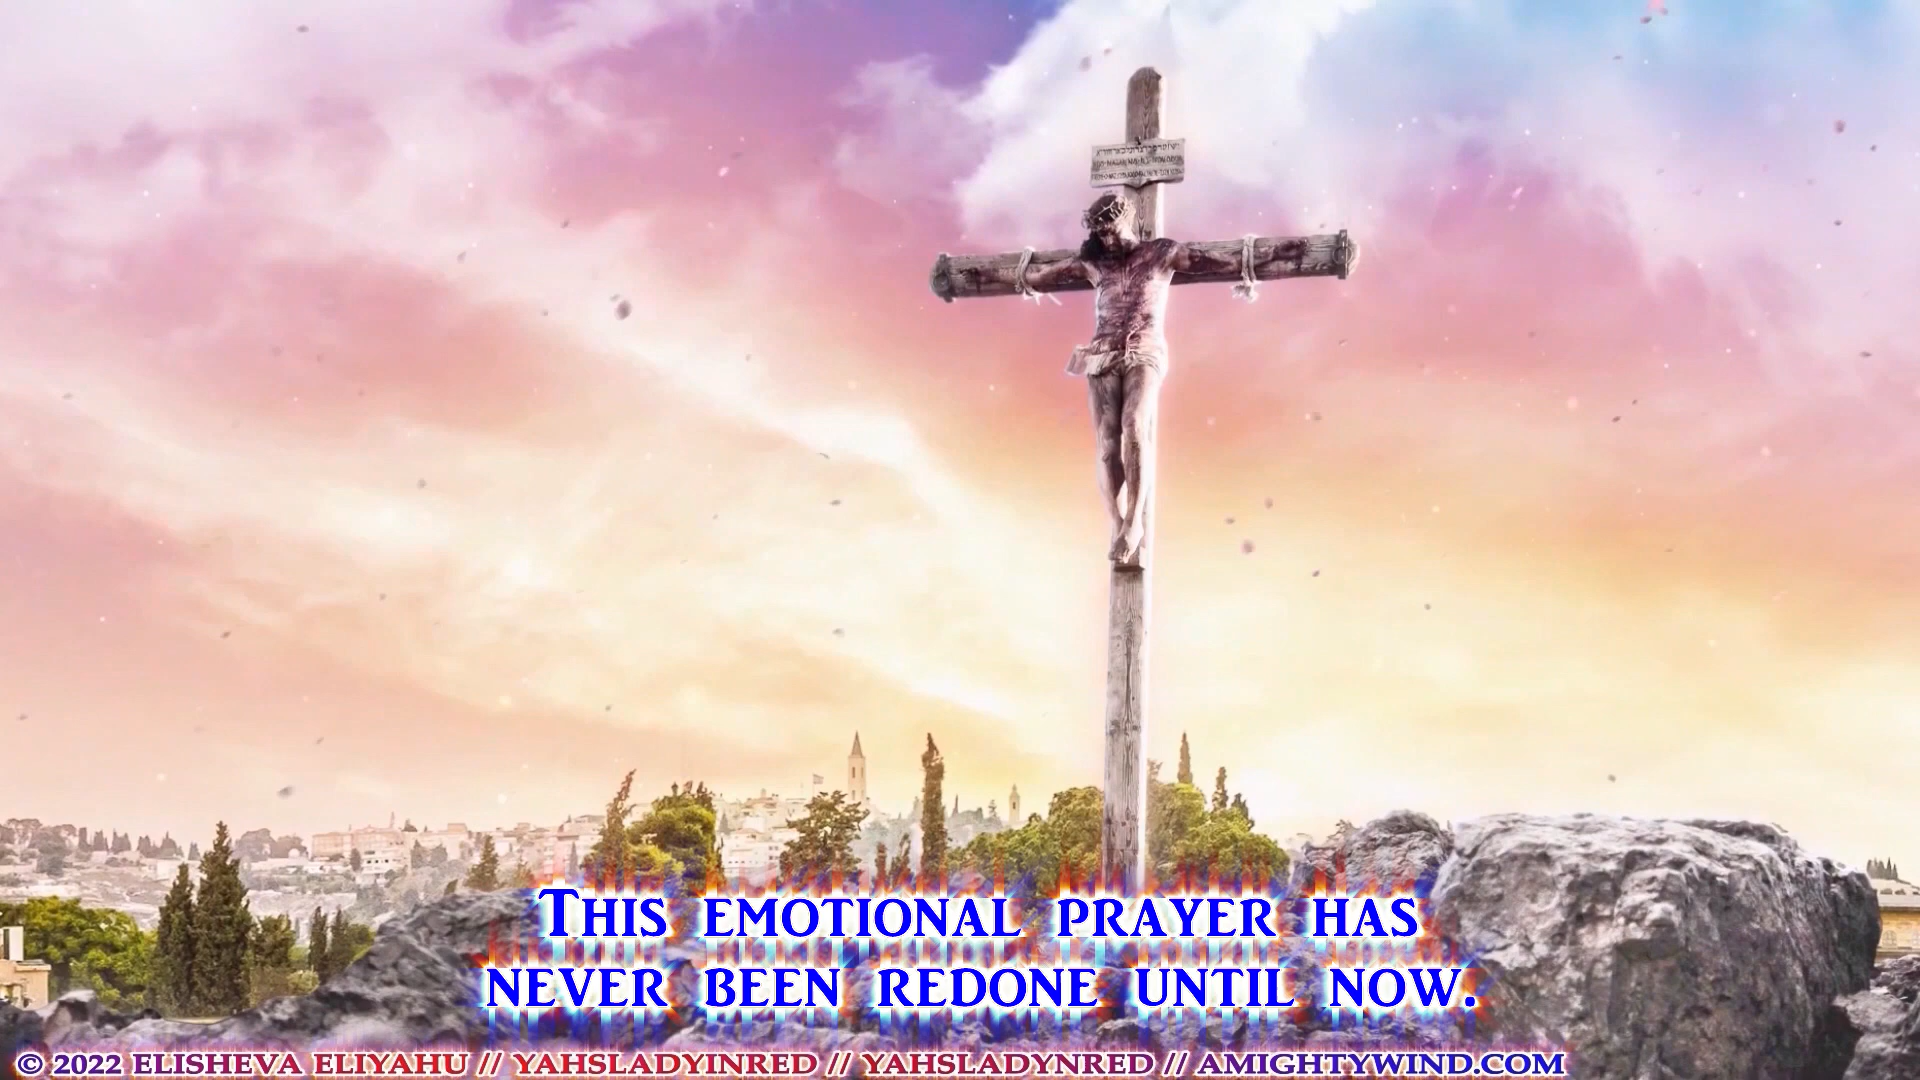 This emotional prayer has
never been redone until now.
© 2022 ELISHEVA ELIYAHU // YAHSLADYINRED // YAHSLADYNRED // AMIGHTYWIND.COM